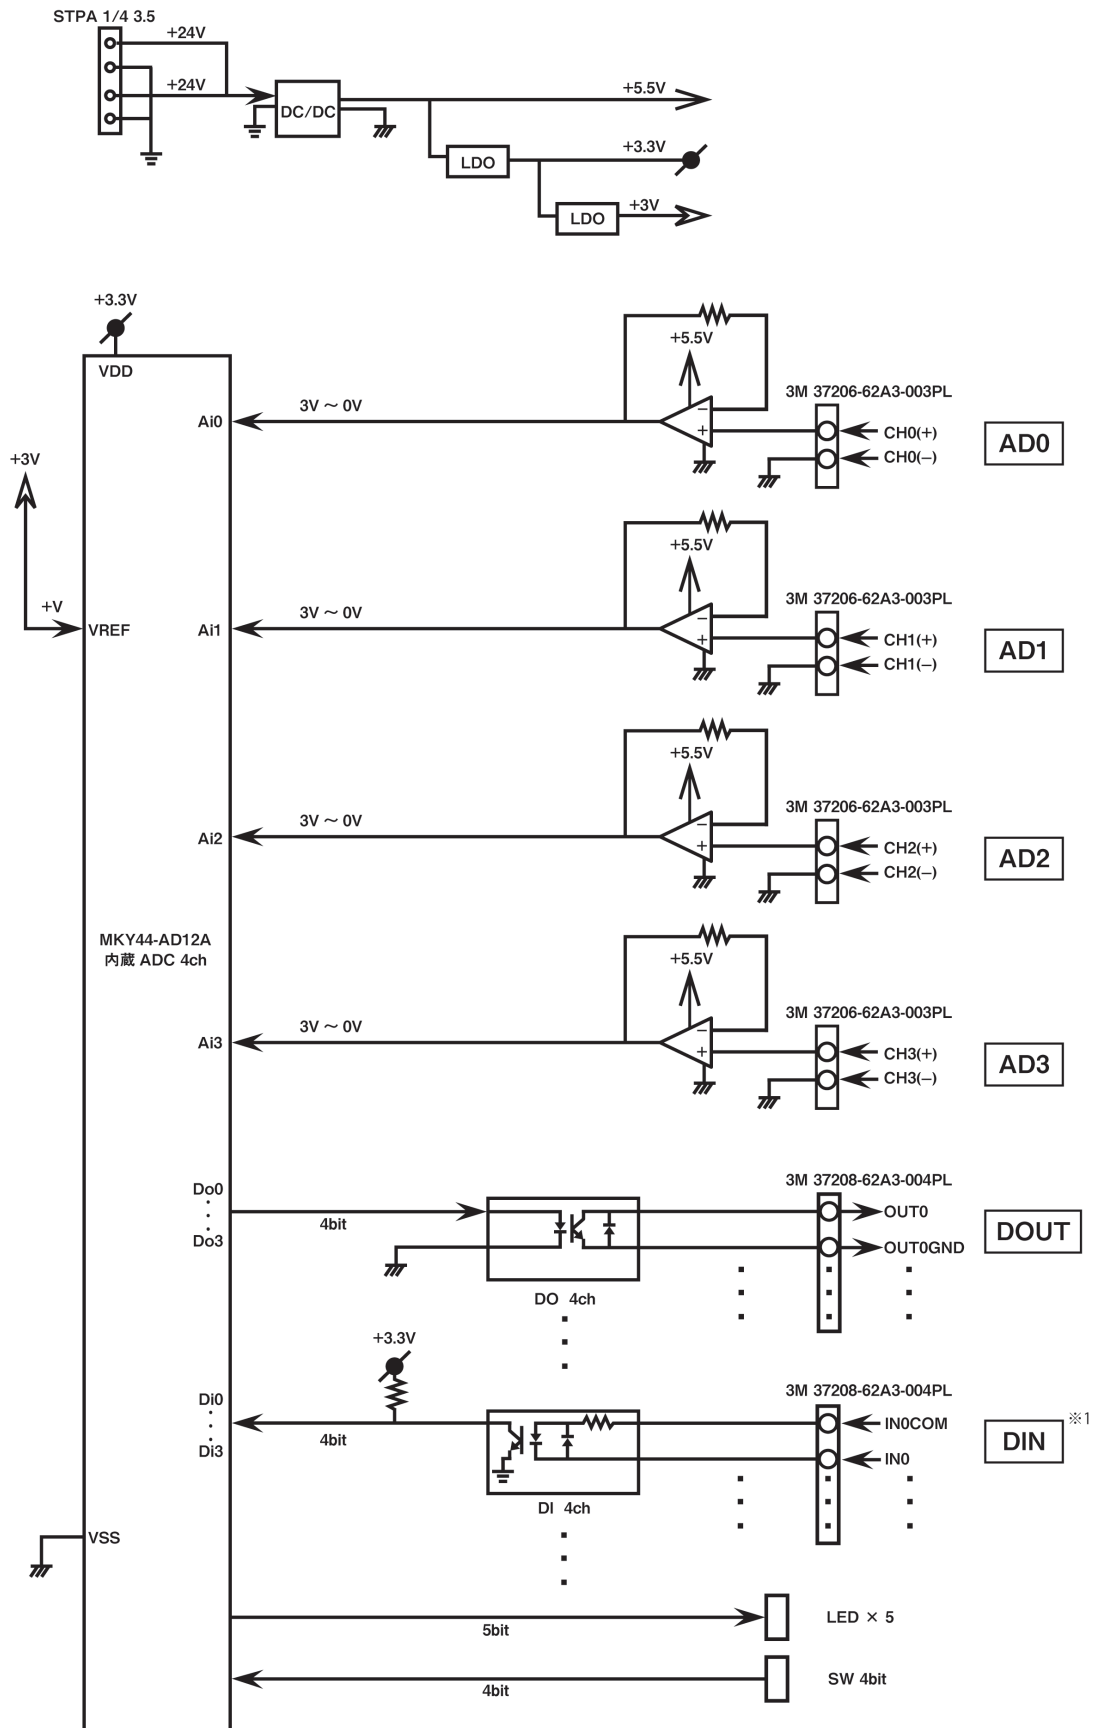 STPA 1/4 3.5
+24V
+24V
DC/DC
+5.5V
LDO
+3.3V
LDO
+3V
+3.3V
VDD
+5.5V
3V ～ 0V
Ai0
−
+
3M 37206-62A3-003PL
CH0(+)
CH0(−)
AD0
+3V
+V
VREF
+5.5V
3V ～ 0V
Ai1
−
+
3M 37206-62A3-003PL
CH1(+)
CH1(−)
AD1
+5.5V
3V ～ 0V
Ai2
−
+
3M 37206-62A3-003PL
CH2(+)
CH2(−)
AD2
MKY44-AD12A
内蔵 ADC 4ch
+5.5V
3V ～ 0V
Ai3
−
+
3M 37206-62A3-003PL
CH3(+)
CH3(−)
AD3
Do0
Do3
4bit
DO 4ch
3M 37208-62A3-004PL
OUT0
OUT0GND
DOUT
+3.3V
Di0
Di3
4bit
DI 4ch
3M 37208-62A3-004PL
IN0COM
IN0
DIN ※1
VSS
5bit
LED × 5
4bit
SW 4bit